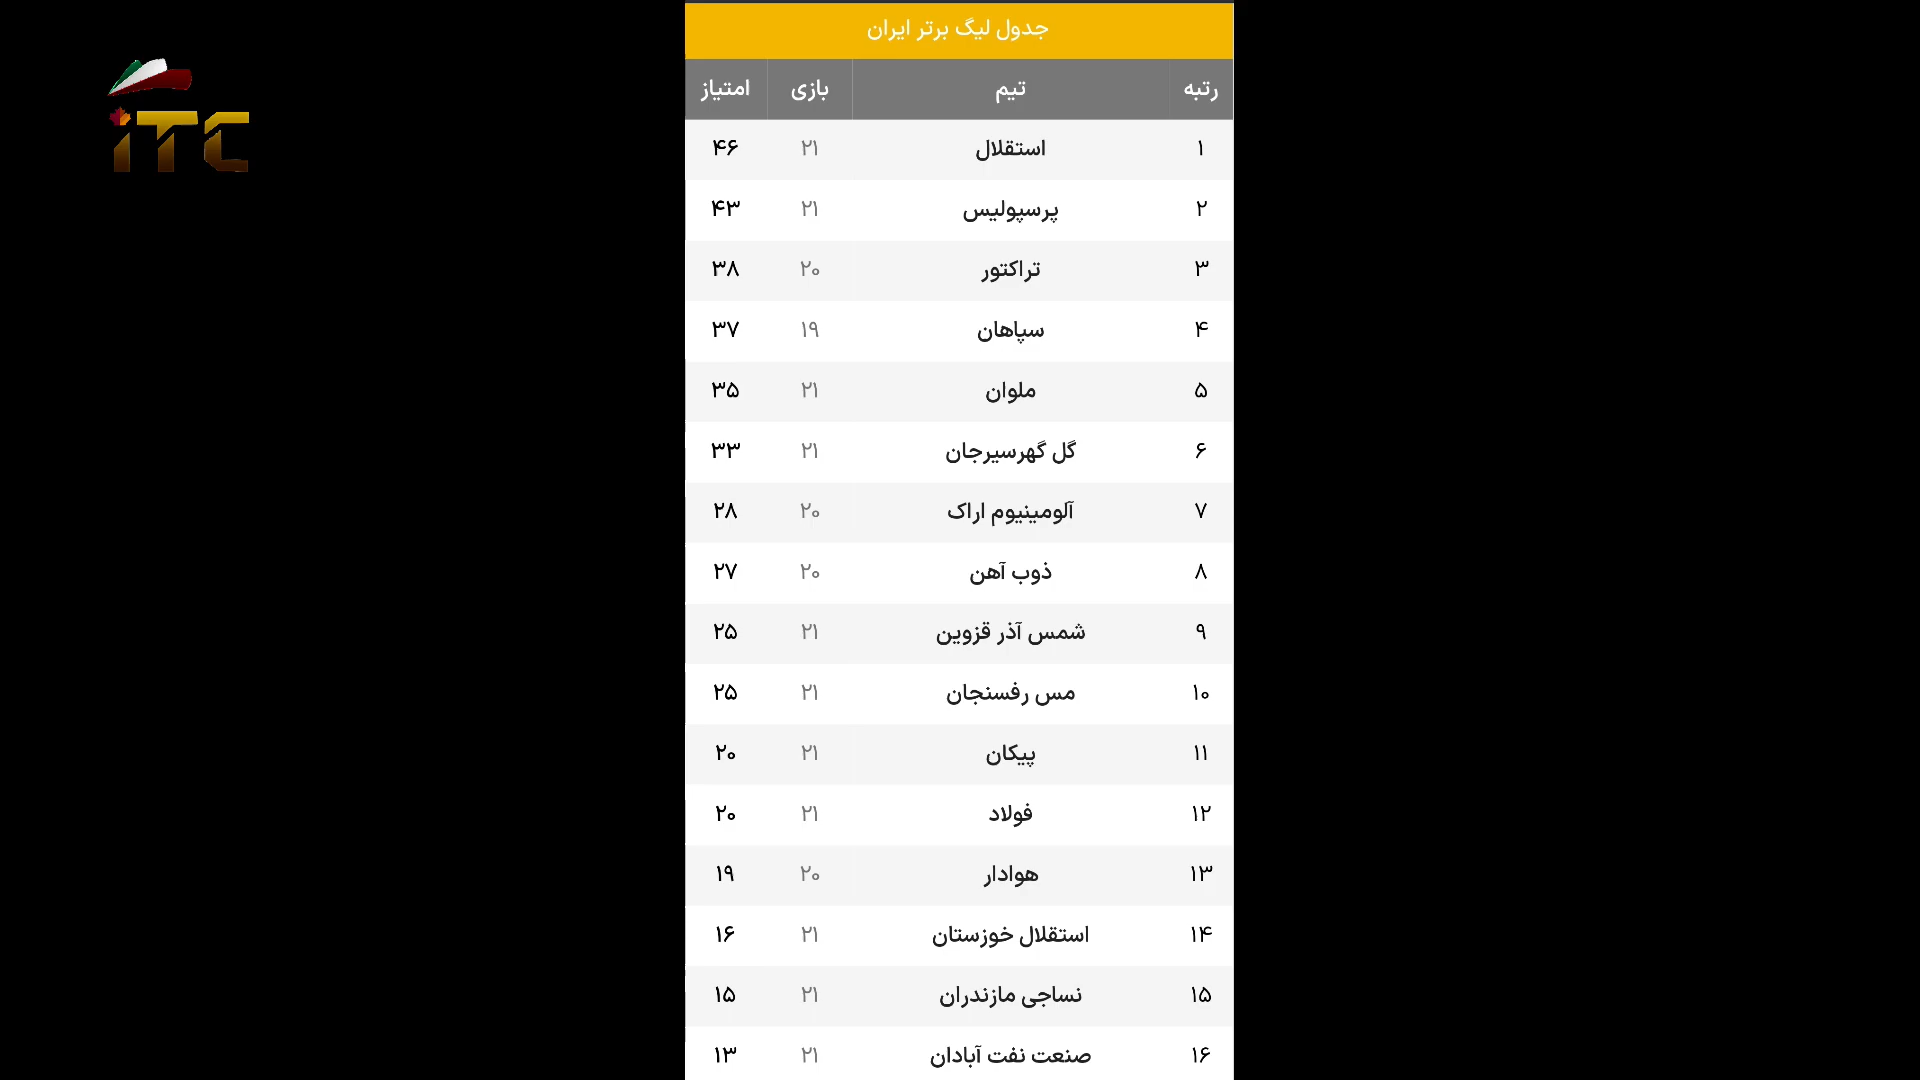 iTC
جدول لیگ برتر ایران
رتبه تیم بازی امتیاز
۱ استقلال ۲۱ ۴۶
۲ پرسپولیس ۲۱ ۴۳
۳ تراکتور ۲۰ ۳۸
۴ سپاهان ۱۹ ۳۷
۵ ملوان ۲۱ ۳۵
۶ گل گهرسیرجان ۲۱ ۳۳
۷ آلومینیوم اراک ۲۰ ۲۸
۸ ذوب آهن ۲۰ ۲۷
۹ شمس آذر قزوین ۲۱ ۲۵
۱۰ مس رفسنجان ۲۱ ۲۵
۱۱ پیکان ۲۱ ۲۰
۱۲ فولاد ۲۱ ۲۰
۱۳ هوادار ۲۰ ۱۹
۱۴ استقلال خوزستان ۲۱ ۱۶
۱۵ نساجی مازندران ۲۱ ۱۵
۱۶ صنعت نفت آبادان ۲۱ ۱۳